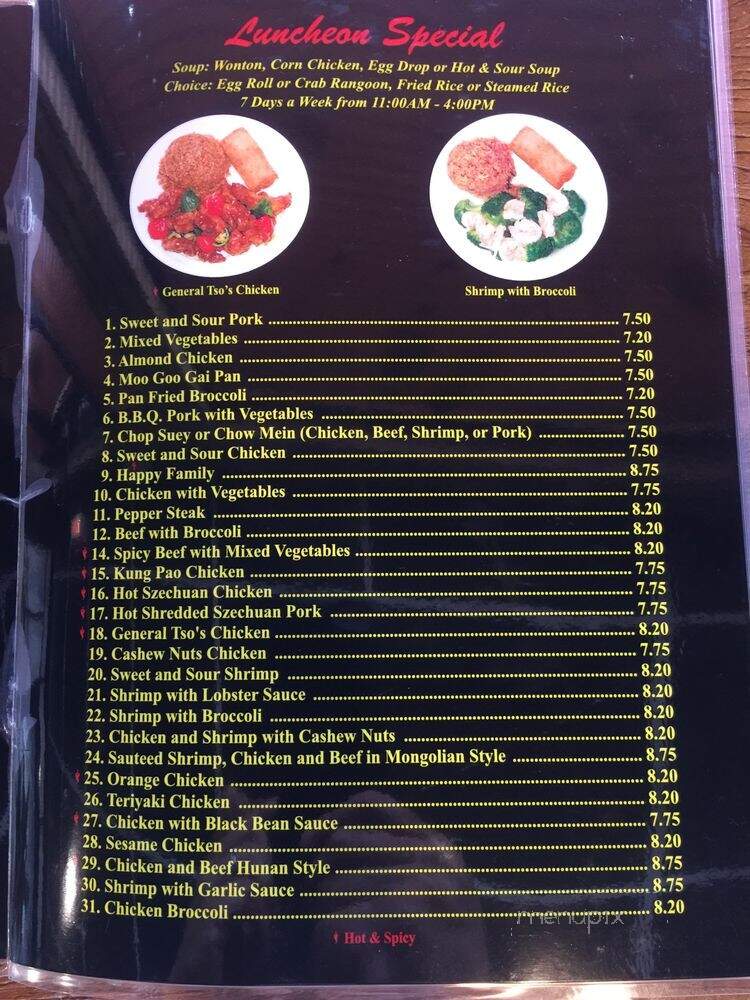 Luncheon Special
Soup: Wonton, Corn Chicken, Egg Drop or Hot & Sour Soup
Choice: Egg Roll or Crab Rangoon, Fried Rice or Steamed Rice
7 Days a Week from 11:00AM - 4:00PM
General Tso's Chicken
Shrimp with Broccoli
1. Sweet and Sour Pork 7.50
2. Mixed Vegetables 7.20
3. Almond Chicken 7.50
4. Moo Goo Gai Pan 7.50
5. Pan Fried Broccoli 7.20
6. B.B.Q. Pork with Vegetables 7.50
7. Chop Suey or Chow Mein (Chicken, Beef, Shrimp, or Pork) 7.50
8. Sweet and Sour Chicken 7.50
9. Happy Family 8.75
10. Chicken with Vegetables 7.75
11. Pepper Steak 8.20
12. Beef with Broccoli 8.20
14. Spicy Beef with Mixed Vegetables 8.20
15. Kung Pao Chicken 7.75
16. Hot Szechuan Chicken 7.75
17. Hot Shredded Szechuan Pork 7.75
18. General Tso's Chicken 8.20
19. Cashew Nuts Chicken 7.75
20. Sweet and Sour Shrimp 8.20
21. Shrimp with Lobster Sauce 8.20
22. Shrimp with Broccoli 8.20
23. Chicken and Shrimp with Cashew Nuts 8.20
24. Sauteed Shrimp, Chicken and Beef in Mongolian Style 8.75
25. Orange Chicken 8.20
26. Teriyaki Chicken 8.20
27. Chicken with Black Bean Sauce 7.75
28. Sesame Chicken 8.20
29. Chicken and Beef Hunan Style 8.75
30. Shrimp with Garlic Sauce 8.75
31. Chicken Broccoli 8.20
menupix
Hot & Spicy